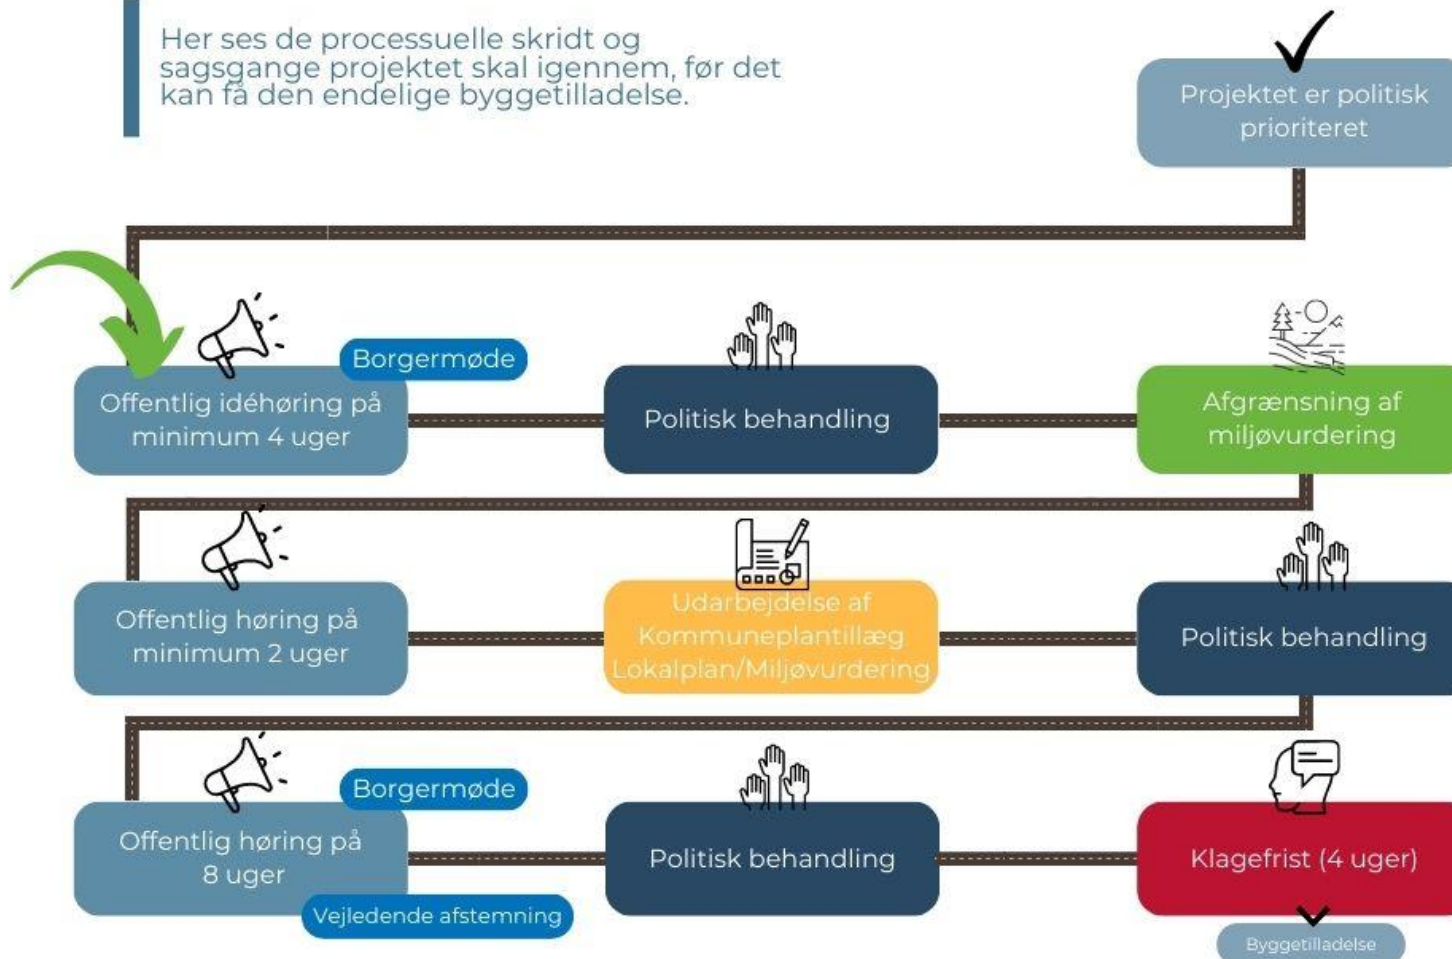 Her ses de processuelle skridt og
sagsgange projektet skal igennem, før det
kan få den endelige byggetilladelse.
Projektet er politisk
prioriteret
Borgermøde
Offentlig idéhøring på
minimum 4 uger
Politisk behandling
Afgrænsning af
miljøvurdering
Offentlig høring på
minimum 2 uger
Udarbejdelse af
Kommuneplantillæg
Lokalplan/Miljøvurdering
Politisk behandling
Borgermøde
Offentlig høring på
8 uger
Vejledende afstemning
Politisk behandling
Klagefrist (4 uger)
Byggetilladelse